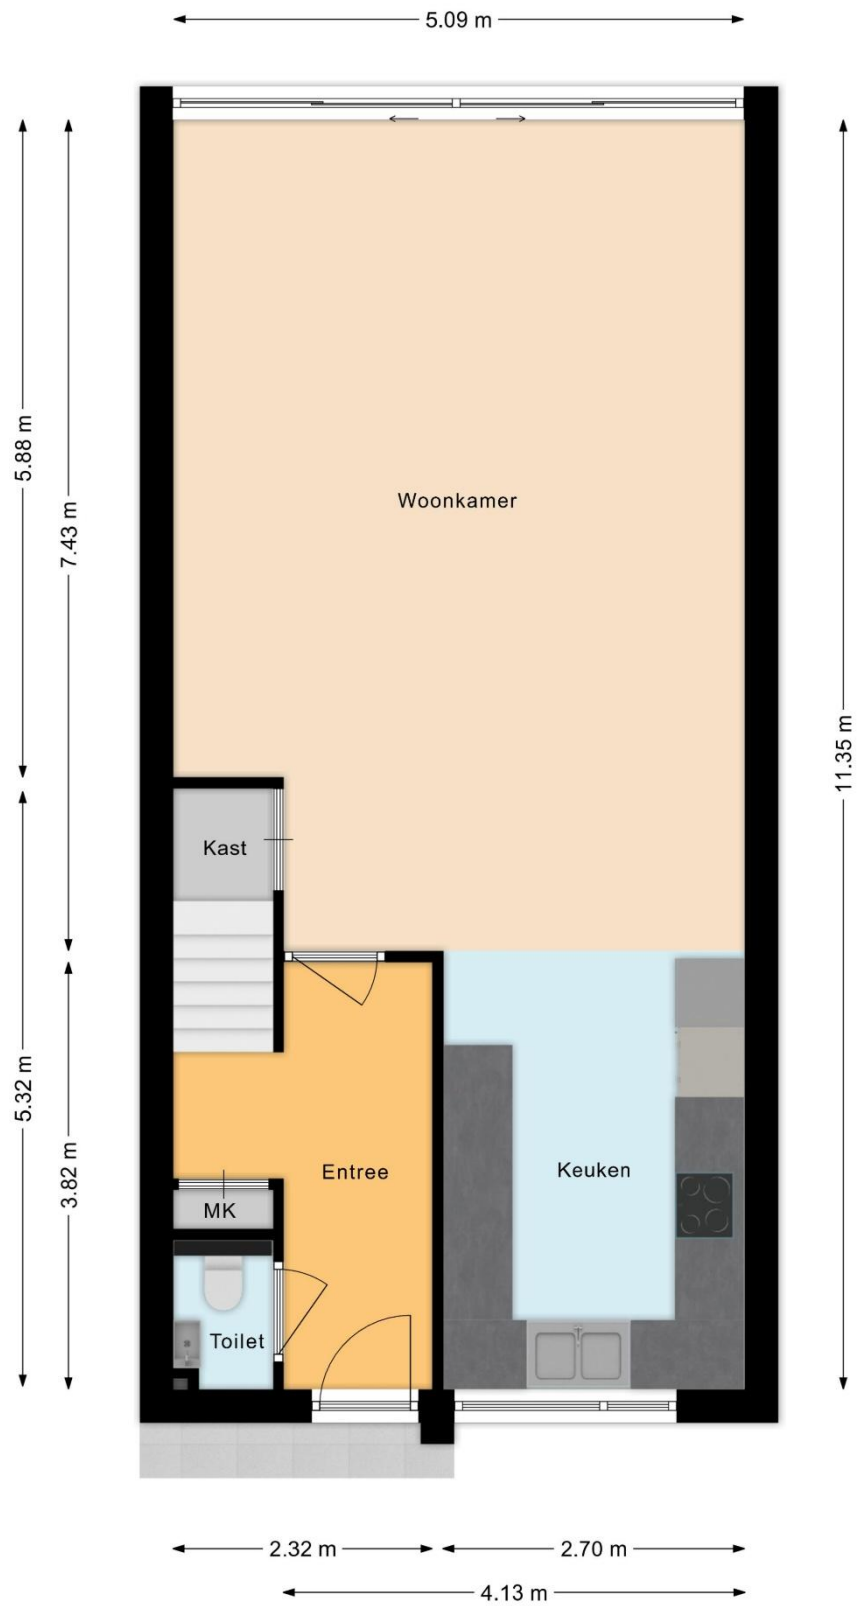 5.09 m
5.88 m
7.43 m
11.35 m
Woonkamer
Kast
5.32 m
3.82 m
Entree
Keuken
MK
Toilet
2.32 m
2.70 m
4.13 m